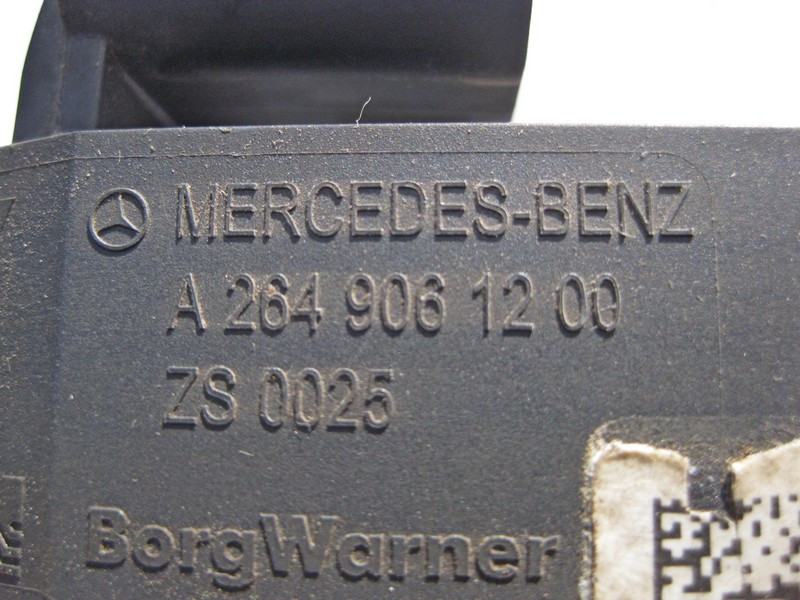 MERCEDES-BENZ
A 264 906 12 00
ZS 0025
BorgWarner